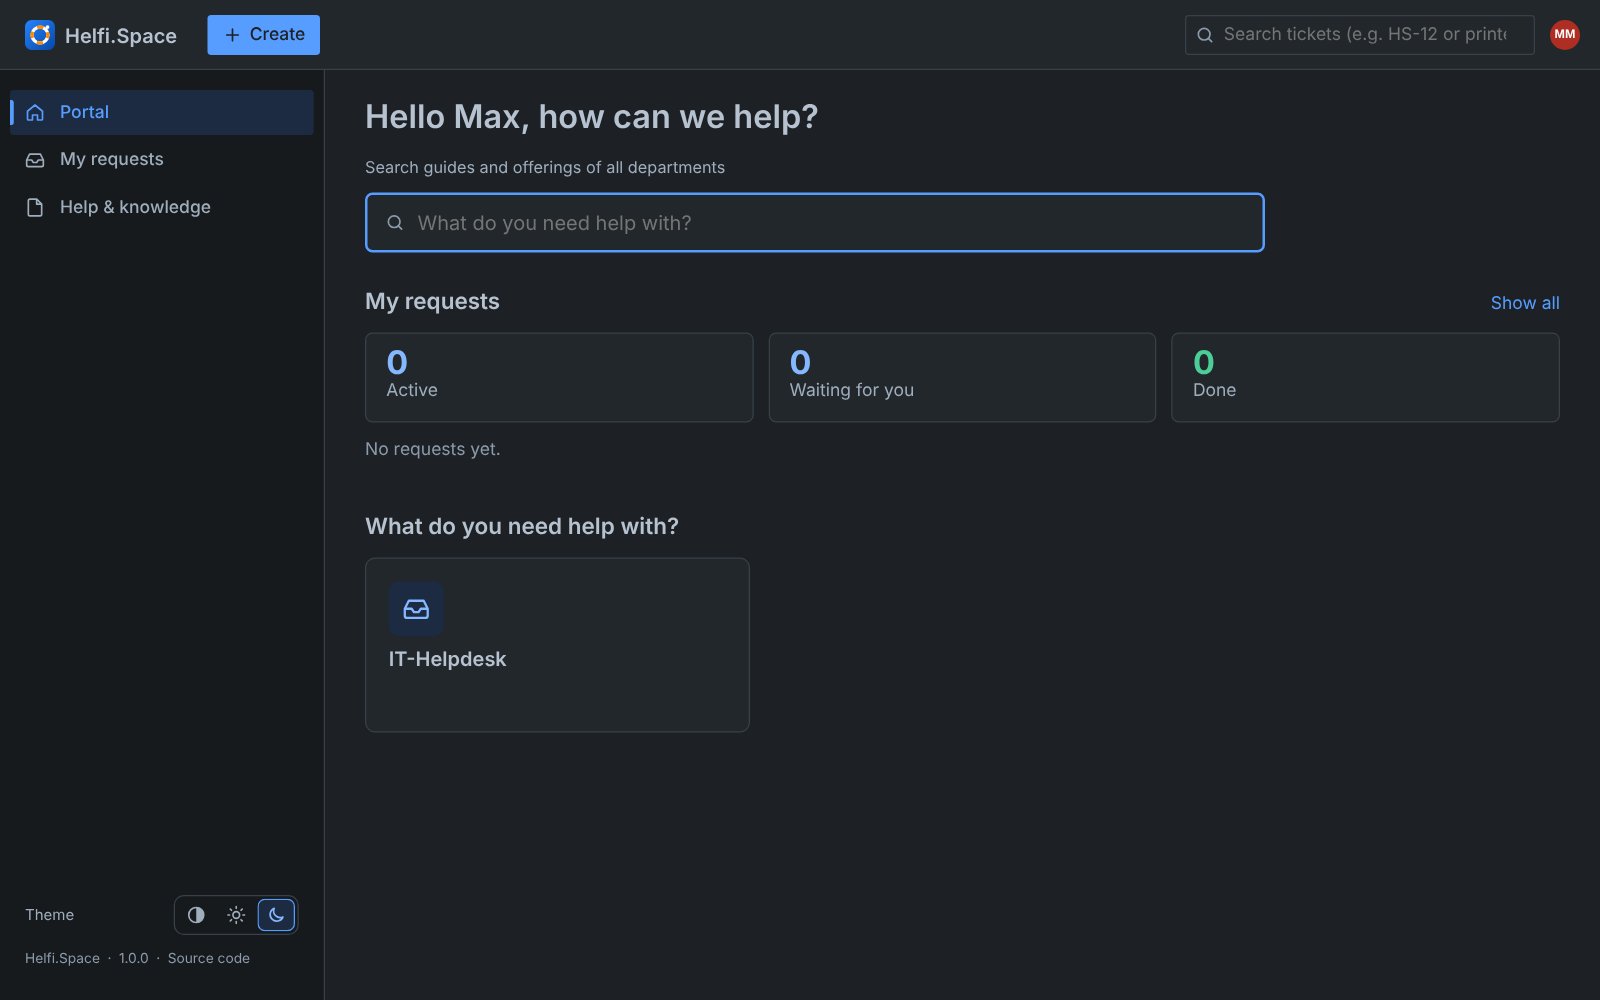 Helfi.Space
Create
Search tickets (e.g. HS-12 or printe
MM
Portal
My requests
Help & knowledge
Hello Max, how can we help?
Search guides and offerings of all departments
What do you need help with?
My requests
Show all
0
Active
0
Waiting for you
0
Done
No requests yet.
What do you need help with?
IT-Helpdesk
Theme
Helfi.Space · 1.0.0 · Source code